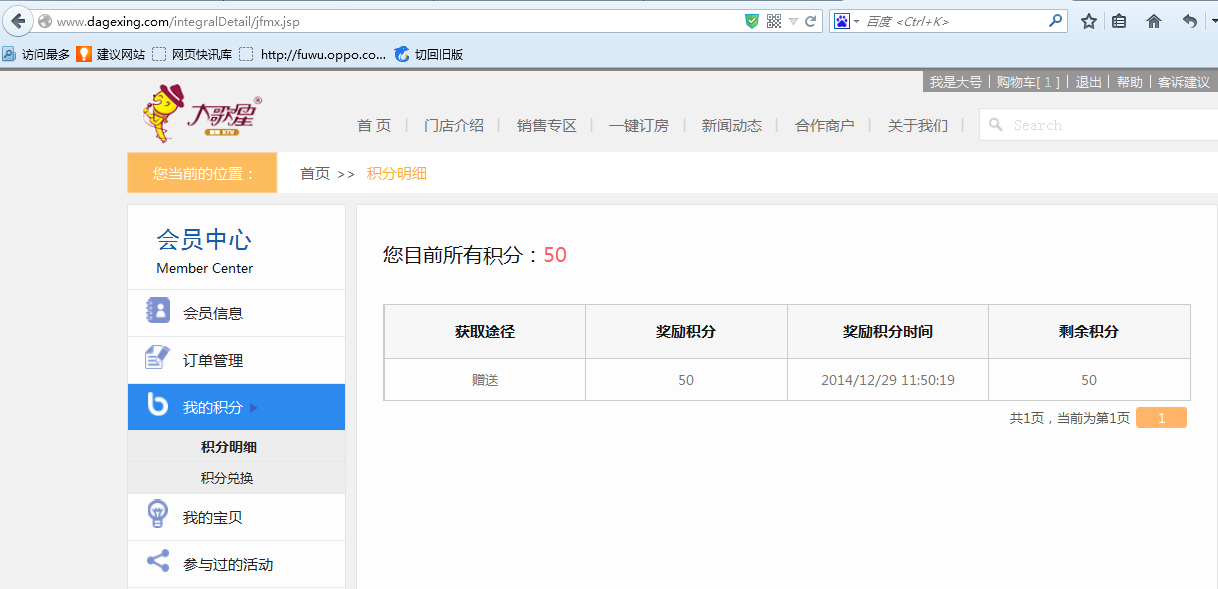 www.dagexing.com/integralDetail/jfmx.jsp
百度 <Ctrl+K>
访问最多 建议网站 网页快讯库 http://fuwu.oppo.co... 切回旧版
我是大号 | 购物车[ 1 ] | 退出 | 帮助 | 客诉建议
大歌星®
首 页 | 门店介绍 | 销售专区 | 一键订房 | 新闻动态 | 合作商户 | 关于我们 | Search
您当前的位置： 首页 >> 积分明细
会员中心
Member Center
会员信息
订单管理
我的积分
积分明细
积分兑换
我的宝贝
参与过的活动
您目前所有积分：50
获取途径 奖励积分 奖励积分时间 剩余积分
赠送 50 2014/12/29 11:50:19 50
共1页，当前为第1页 1